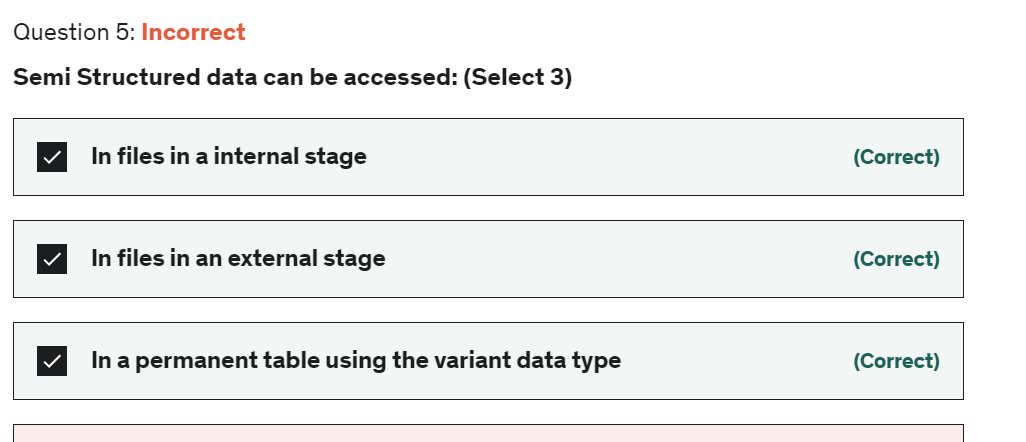 Question 5: Incorrect
Semi Structured data can be accessed: (Select 3)
In files in a internal stage (Correct)
In files in an external stage (Correct)
In a permanent table using the variant data type (Correct)